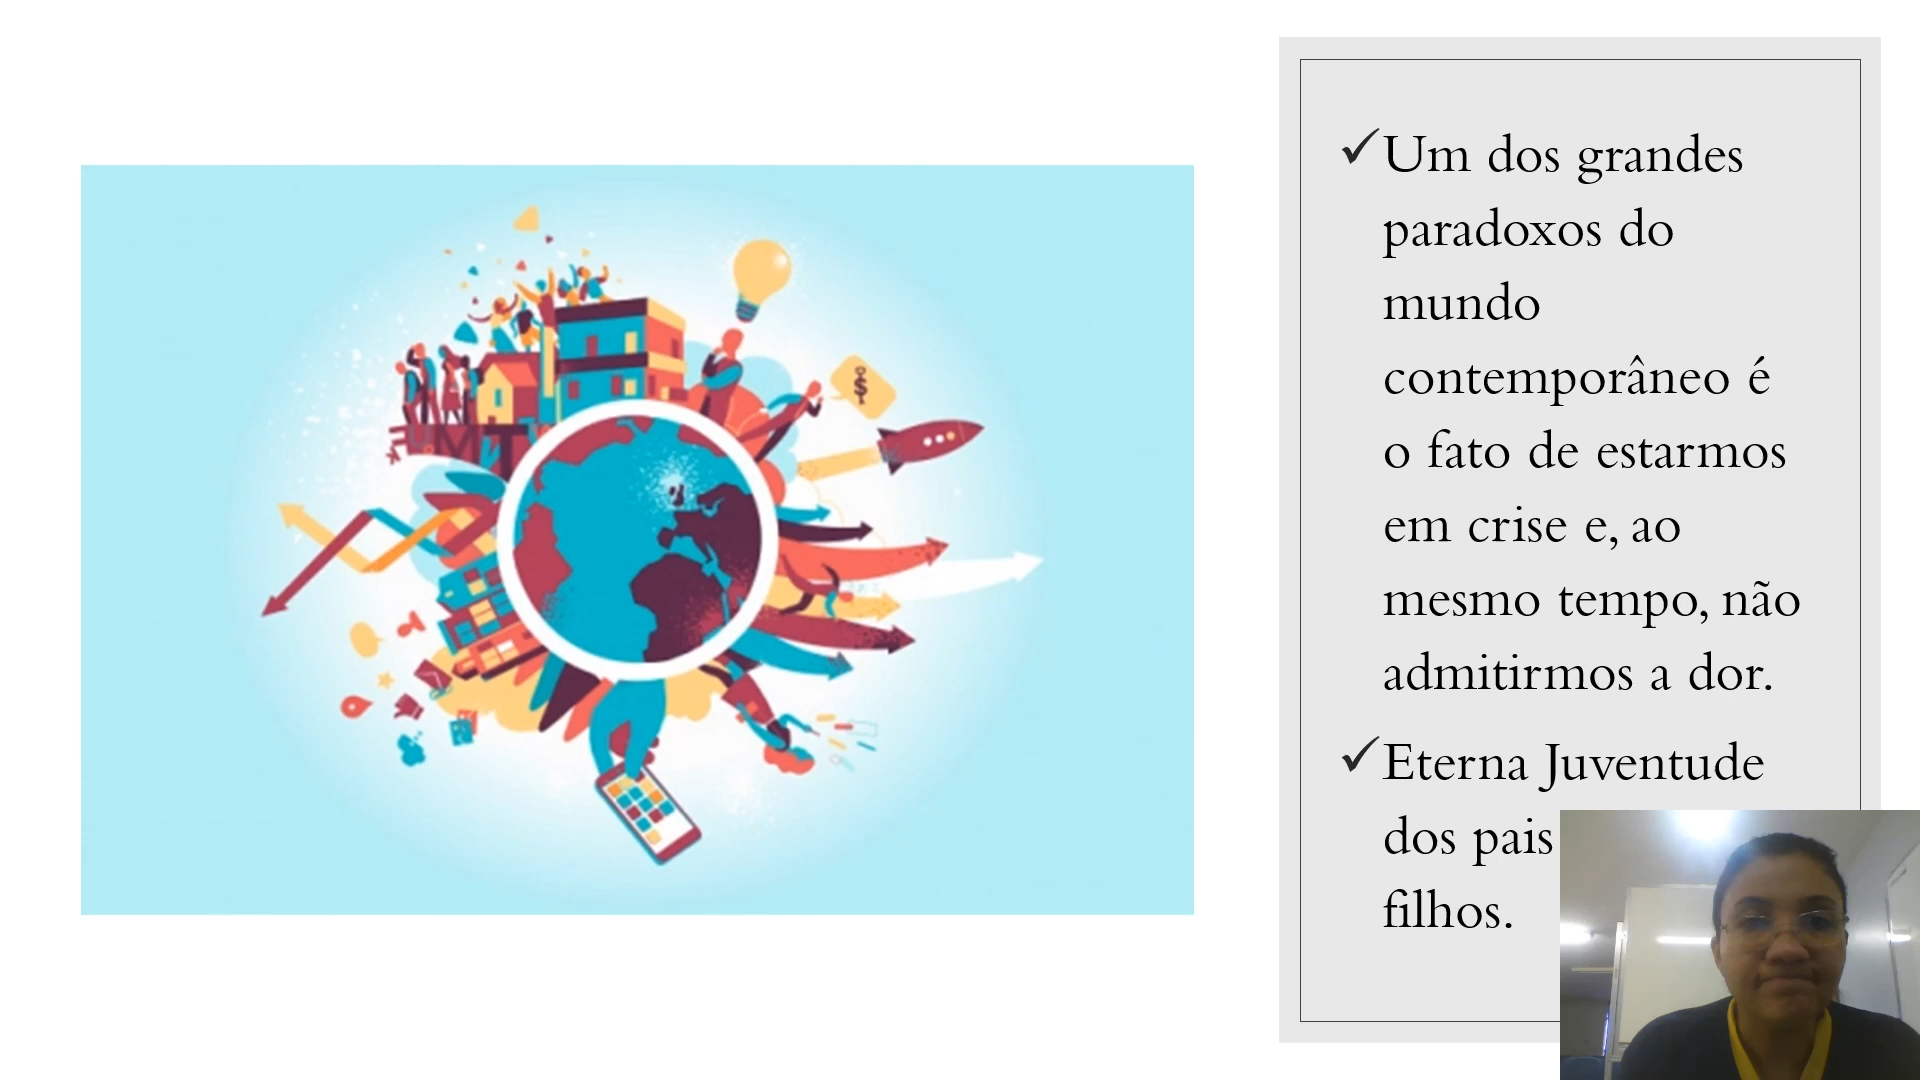 Um dos grandes
paradoxos do
mundo
contemporâneo é
o fato de estarmos
em crise e, ao
mesmo tempo, não
admitirmos a dor.
Eterna Juventude
dos pais
filhos.
$